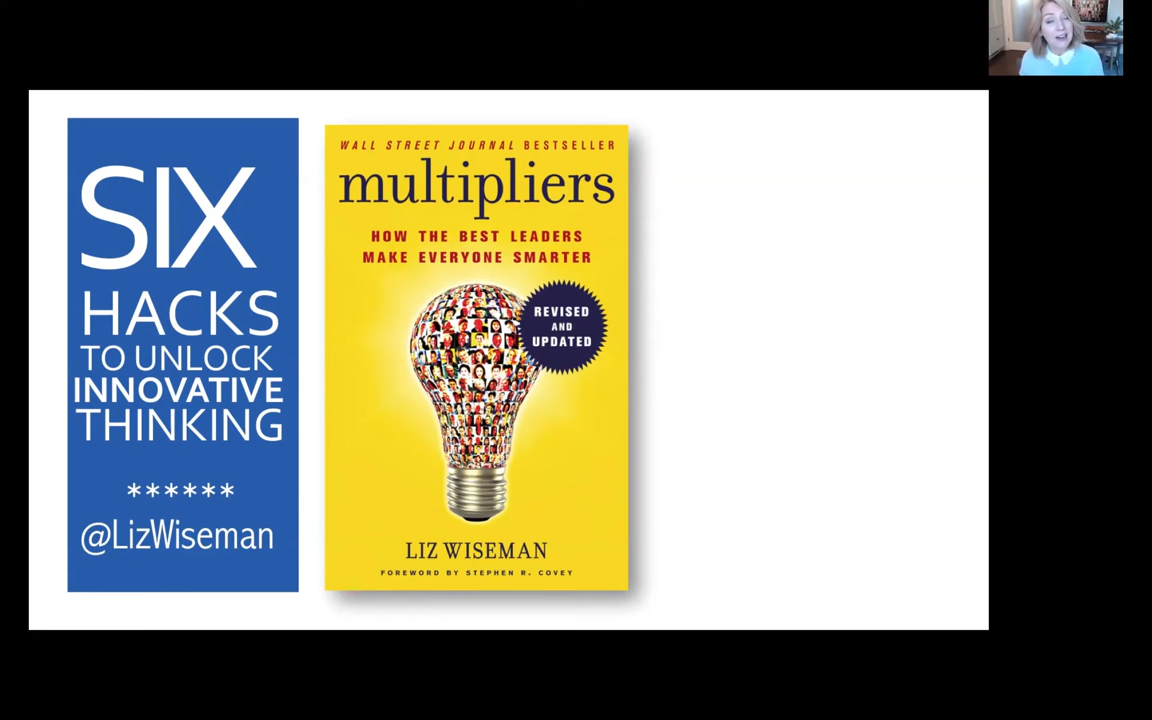 SIX
HACKS
TO UNLOCK
INNOVATIVE
THINKING
******
@LizWiseman
WALL STREET JOURNAL BESTSELLER
multipliers
HOW THE BEST LEADERS
MAKE EVERYONE SMARTER
REVISED
AND
UPDATED
LIZ WISEMAN
FOREWORD BY STEPHEN R. COVEY